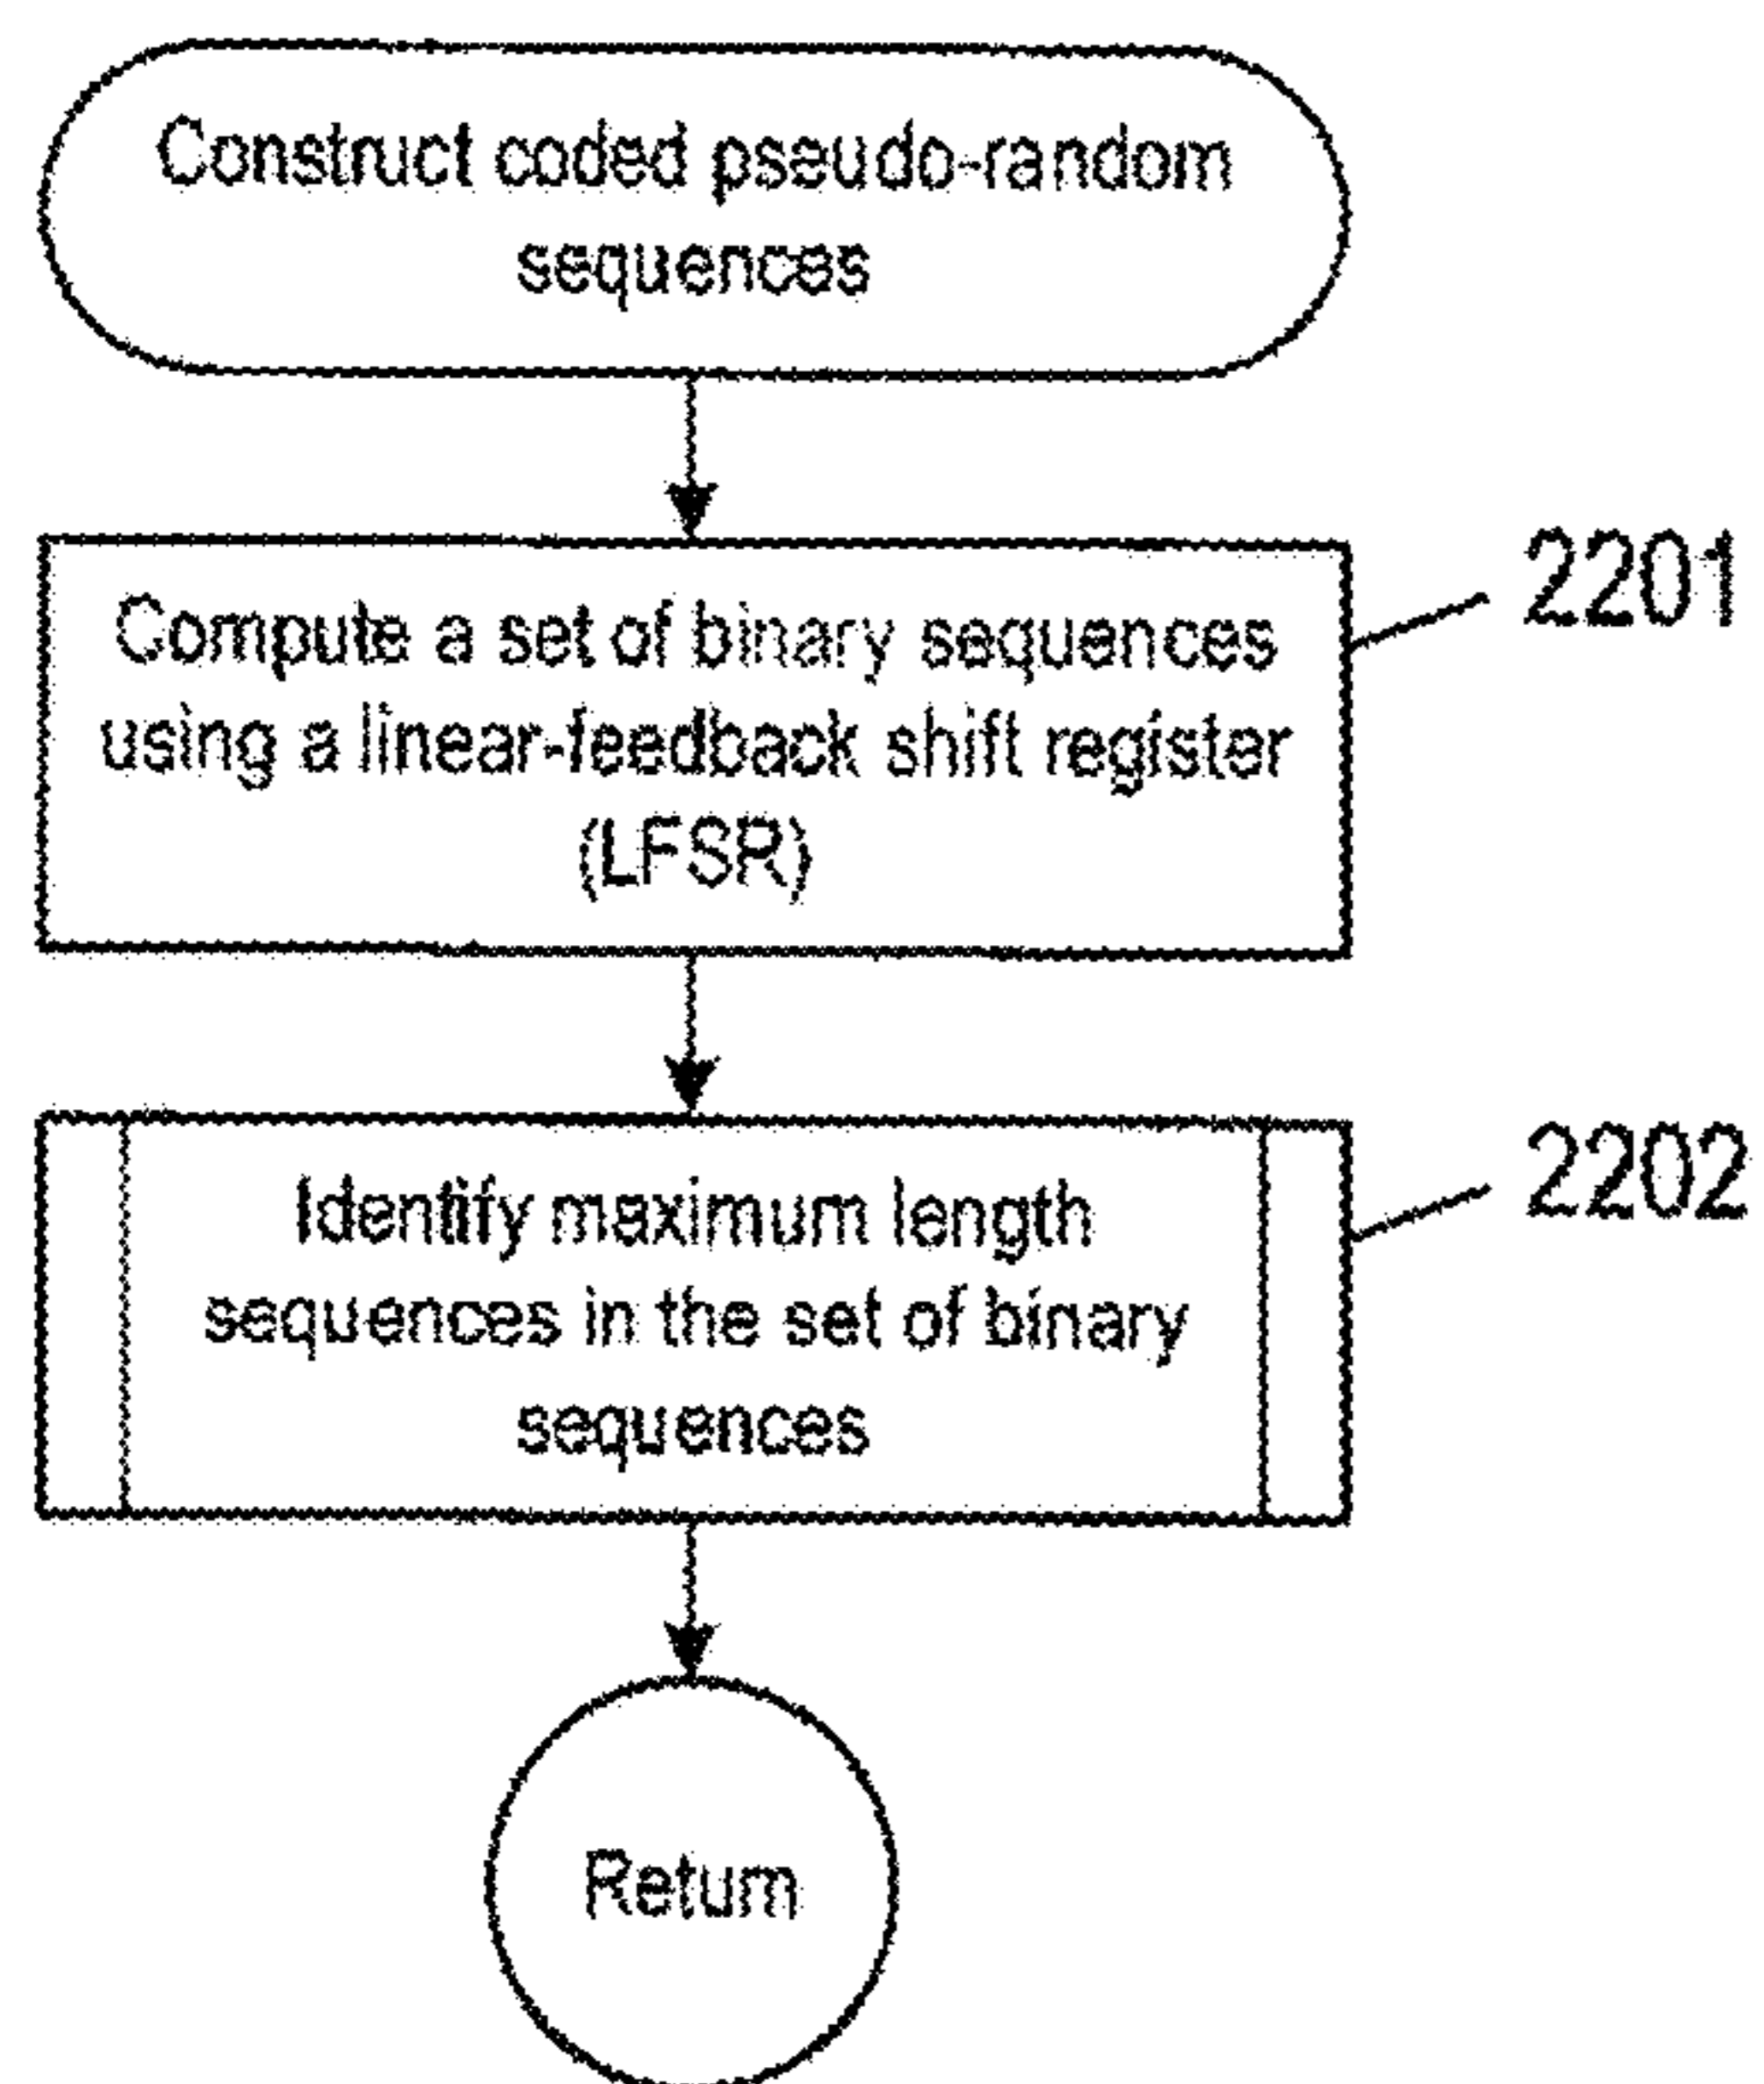 Construct coded pseudo-random
sequences
Compute a set of binary sequences
using a linear-feedback shift register
(LFSR)
2201
Identify maximum length
sequences in the set of binary
sequences
2202
Return